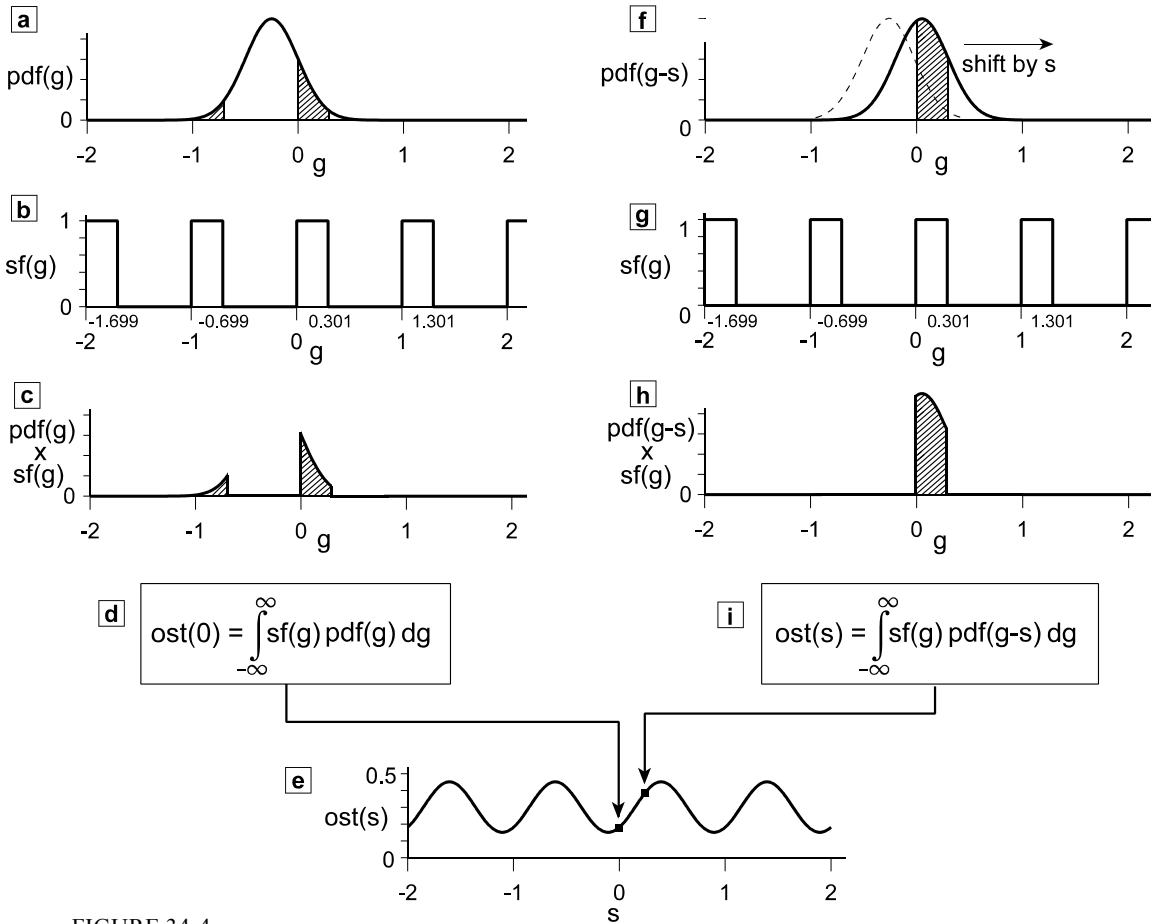 a
pdf(g)
0
-2 -1 0 1 2
g
b
1
sf(g)
0
-1.699 -0.699 0.301 1.301
-2 -1 0 1 2
g
c
pdf(g)
x
sf(g)
0
-2 -1 0 1 2
g
f
pdf(g-s)
shift by s
0
-2 -1 0 1 2
g
g
1
sf(g)
0
-1.699 -0.699 0.301 1.301
-2 -1 0 1 2
g
h
pdf(g-s)
x
sf(g)
0
-2 -1 0 1 2
g
d
ost(0) = ∫_{-∞}^{∞} sf(g) pdf(g) dg
i
ost(s) = ∫_{-∞}^{∞} sf(g) pdf(g-s) dg
e
0.5
ost(s)
0
-2 -1 0 1 2
s